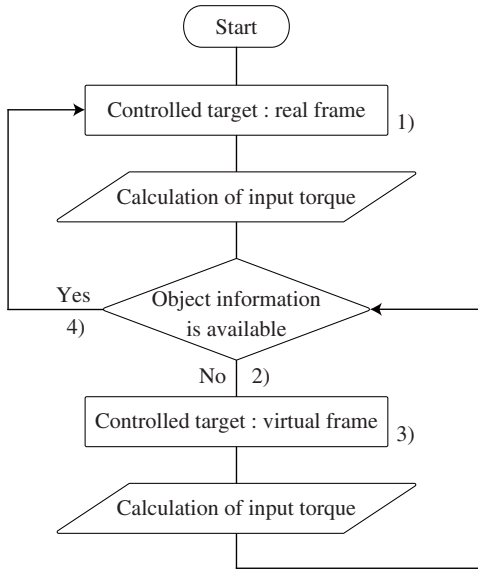 Start
Controlled target : real frame
1)
Calculation of input torque
Yes
4)
Object information
is available
No
2)
Controlled target : virtual frame
3)
Calculation of input torque